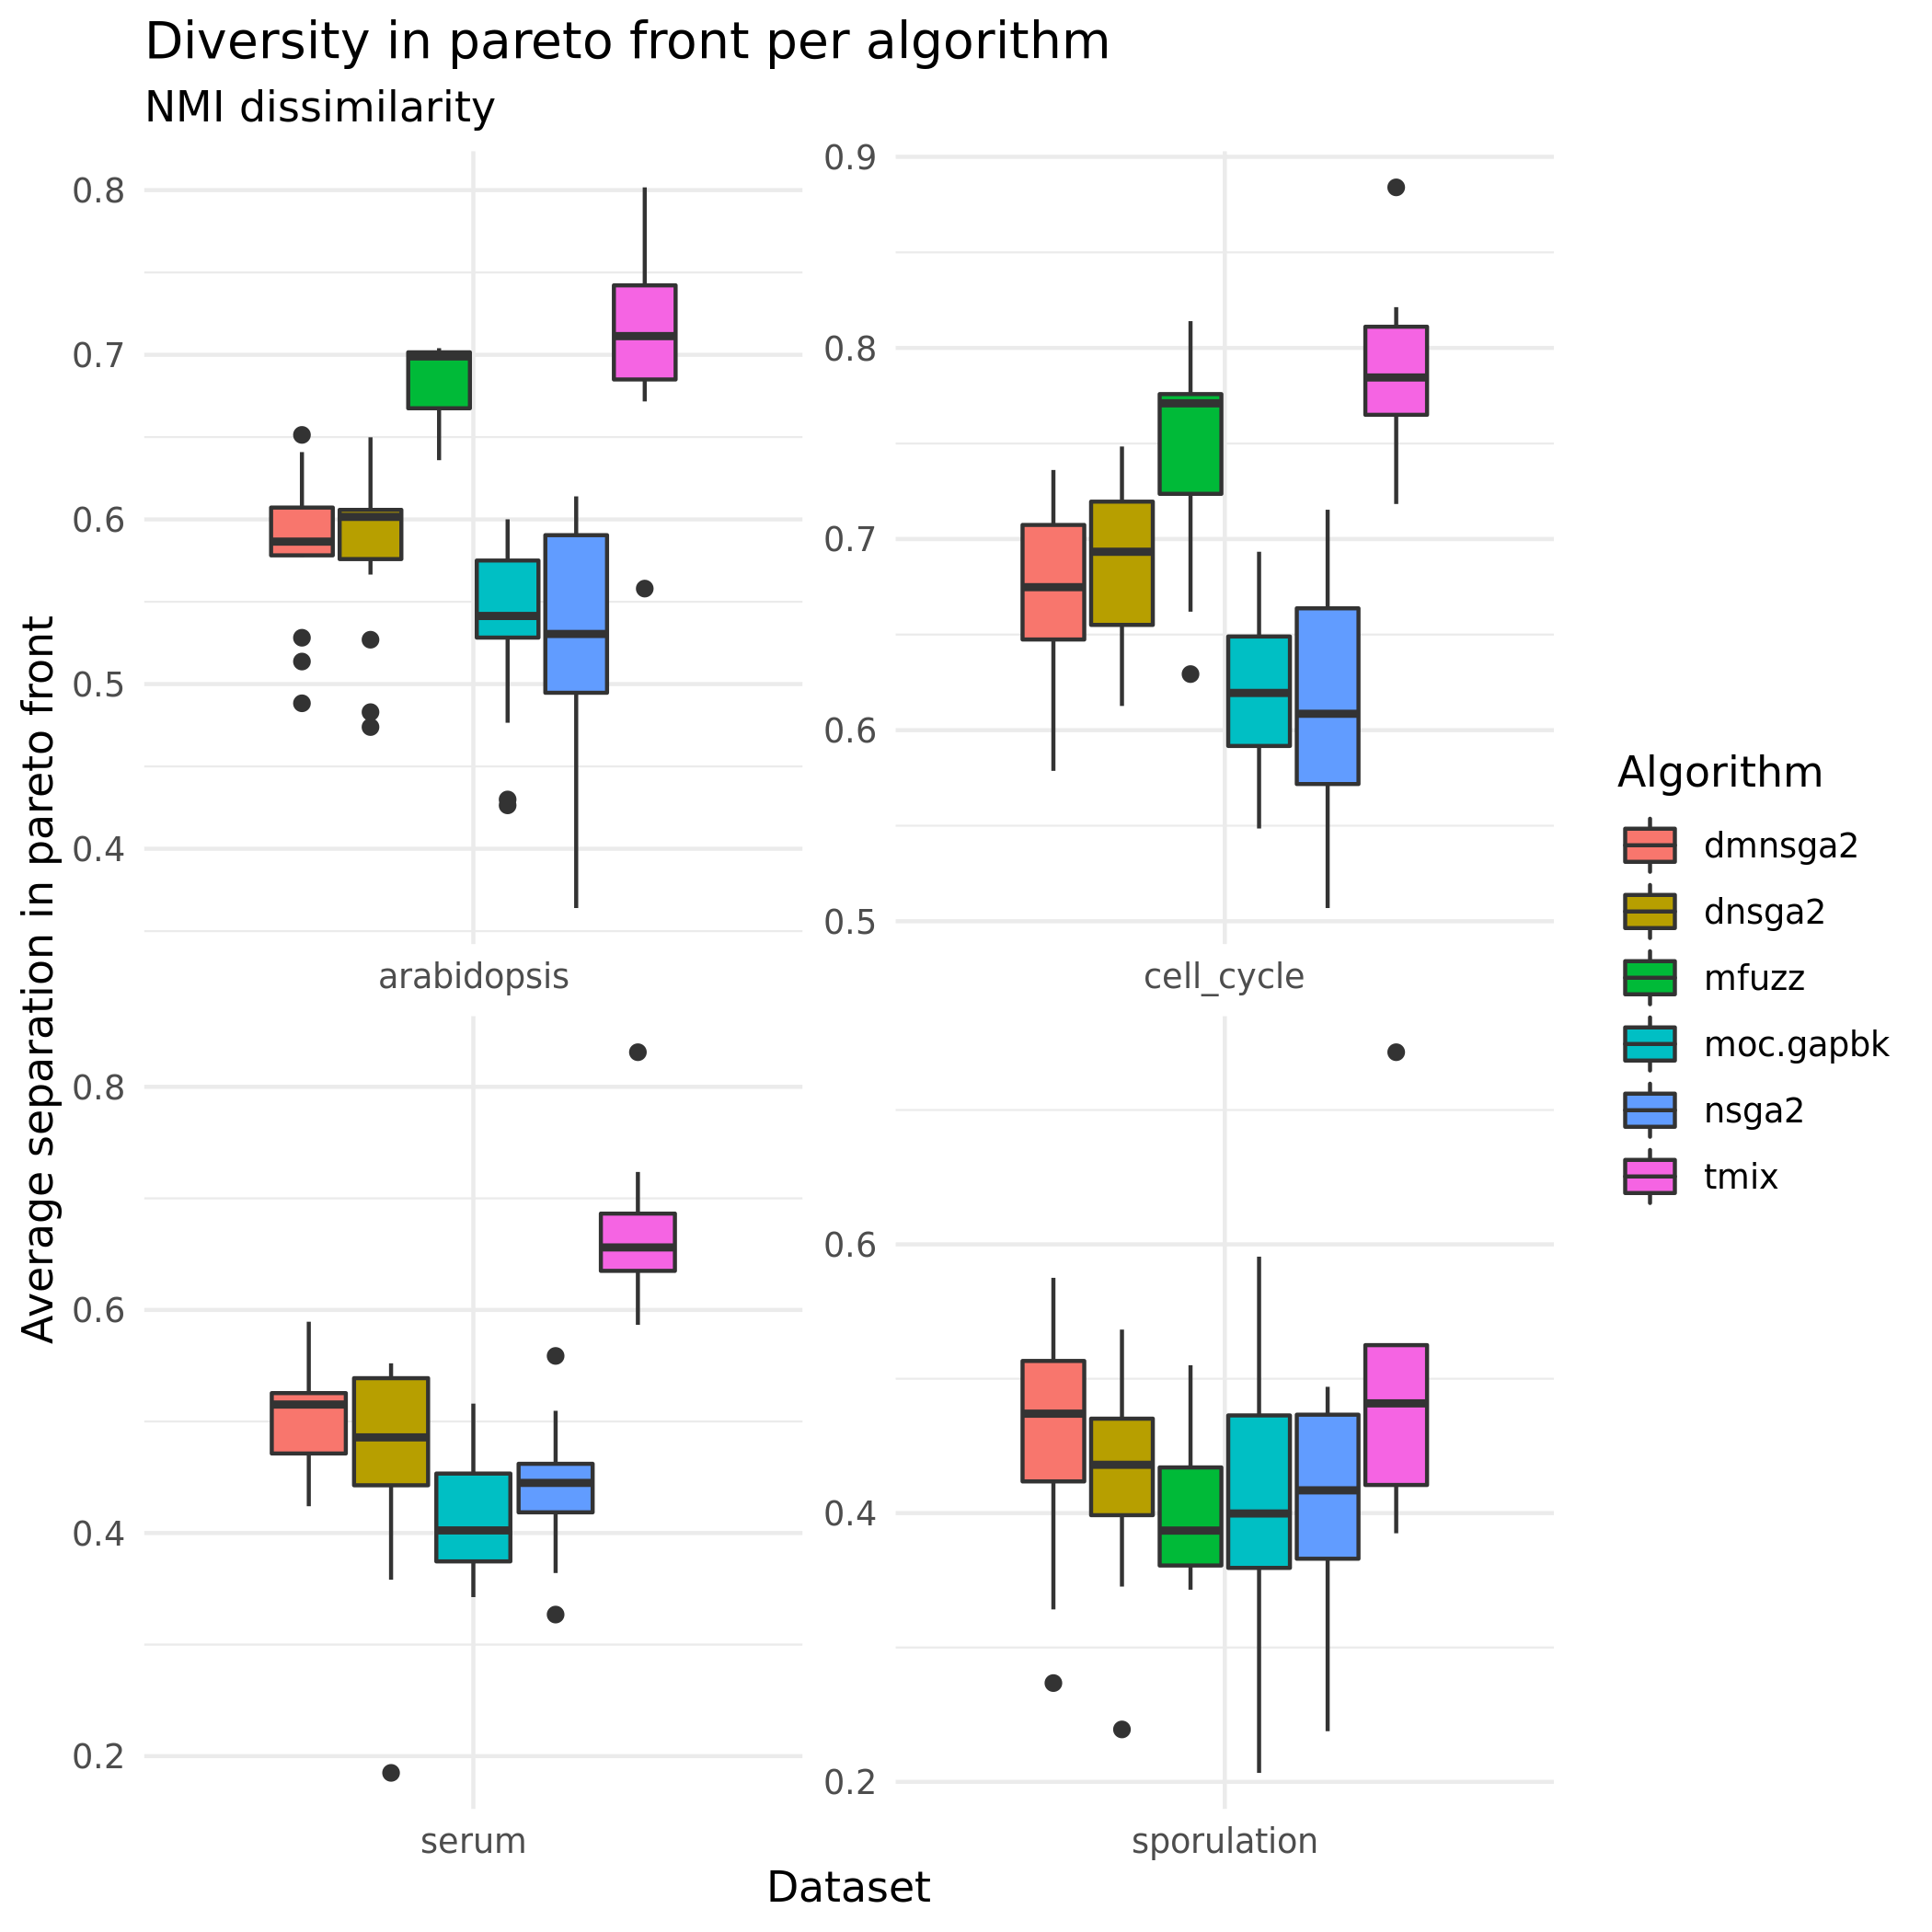 Diversity in pareto front per algorithm
NMI dissimilarity
Average separation in pareto front
0.8
0.7
0.6
0.5
0.4
arabidopsis
0.9
0.8
0.7
0.6
0.5
cell_cycle
0.8
0.6
0.4
0.2
serum
0.6
0.4
0.2
sporulation
Dataset
Algorithm
dmnsga2
dnsga2
mfuzz
moc.gapbk
nsga2
tmix